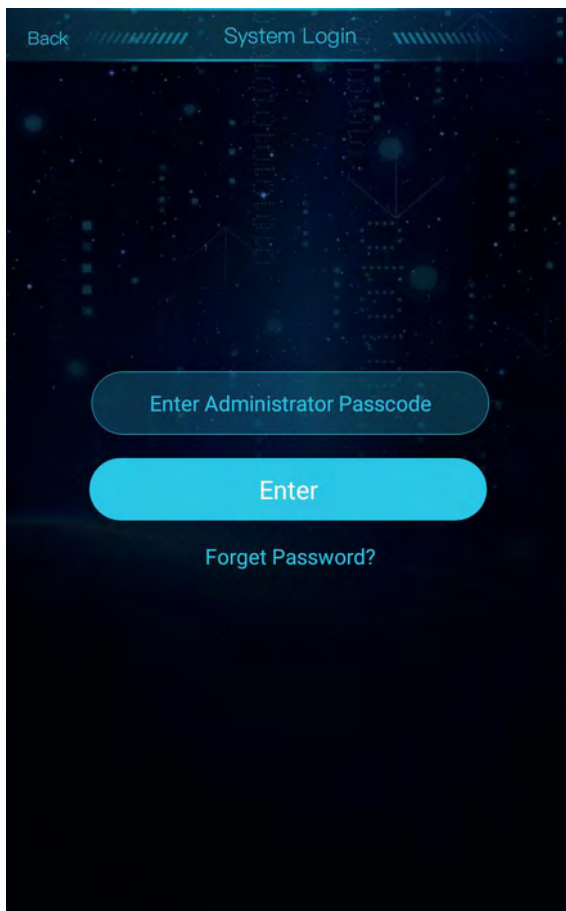 Back
System Login
Enter Administrator Passcode
Enter
Forget Password?